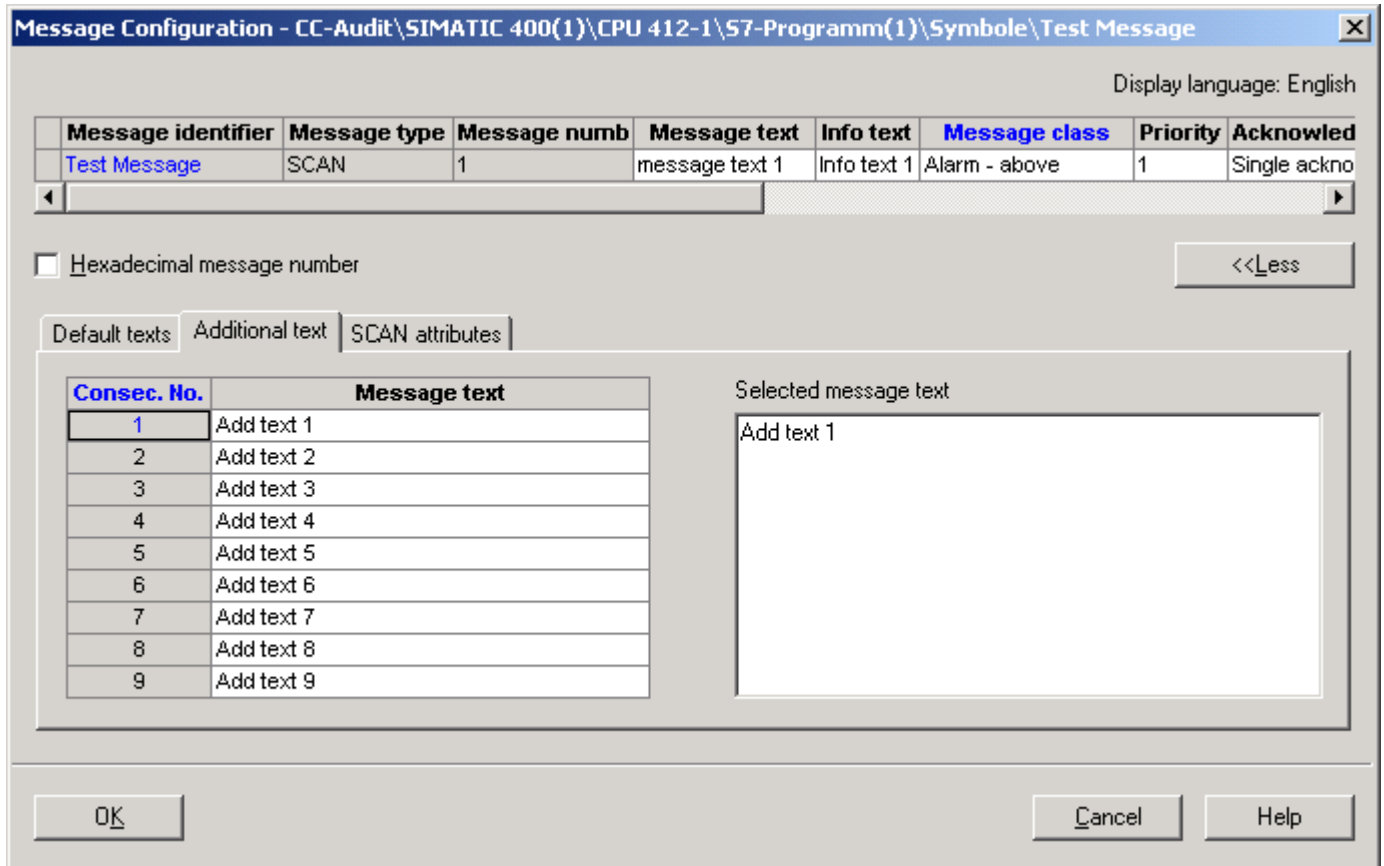 Message Configuration - CC-Audit\SIMATIC 400(1)\CPU 412-1\S7-Programm(1)\Symbole\Test Message
Display language: English
Message identifier Message type Message numb Message text Info text Message class Priority Acknowled
Test Message SCAN 1 message text 1 Info text 1 Alarm - above 1 Single ackno
Hexadecimal message number
<<Less
Default texts Additional text SCAN attributes
Consec. No. Message text
1 Add text 1
2 Add text 2
3 Add text 3
4 Add text 4
5 Add text 5
6 Add text 6
7 Add text 7
8 Add text 8
9 Add text 9
Selected message text
Add text 1
OK Cancel Help